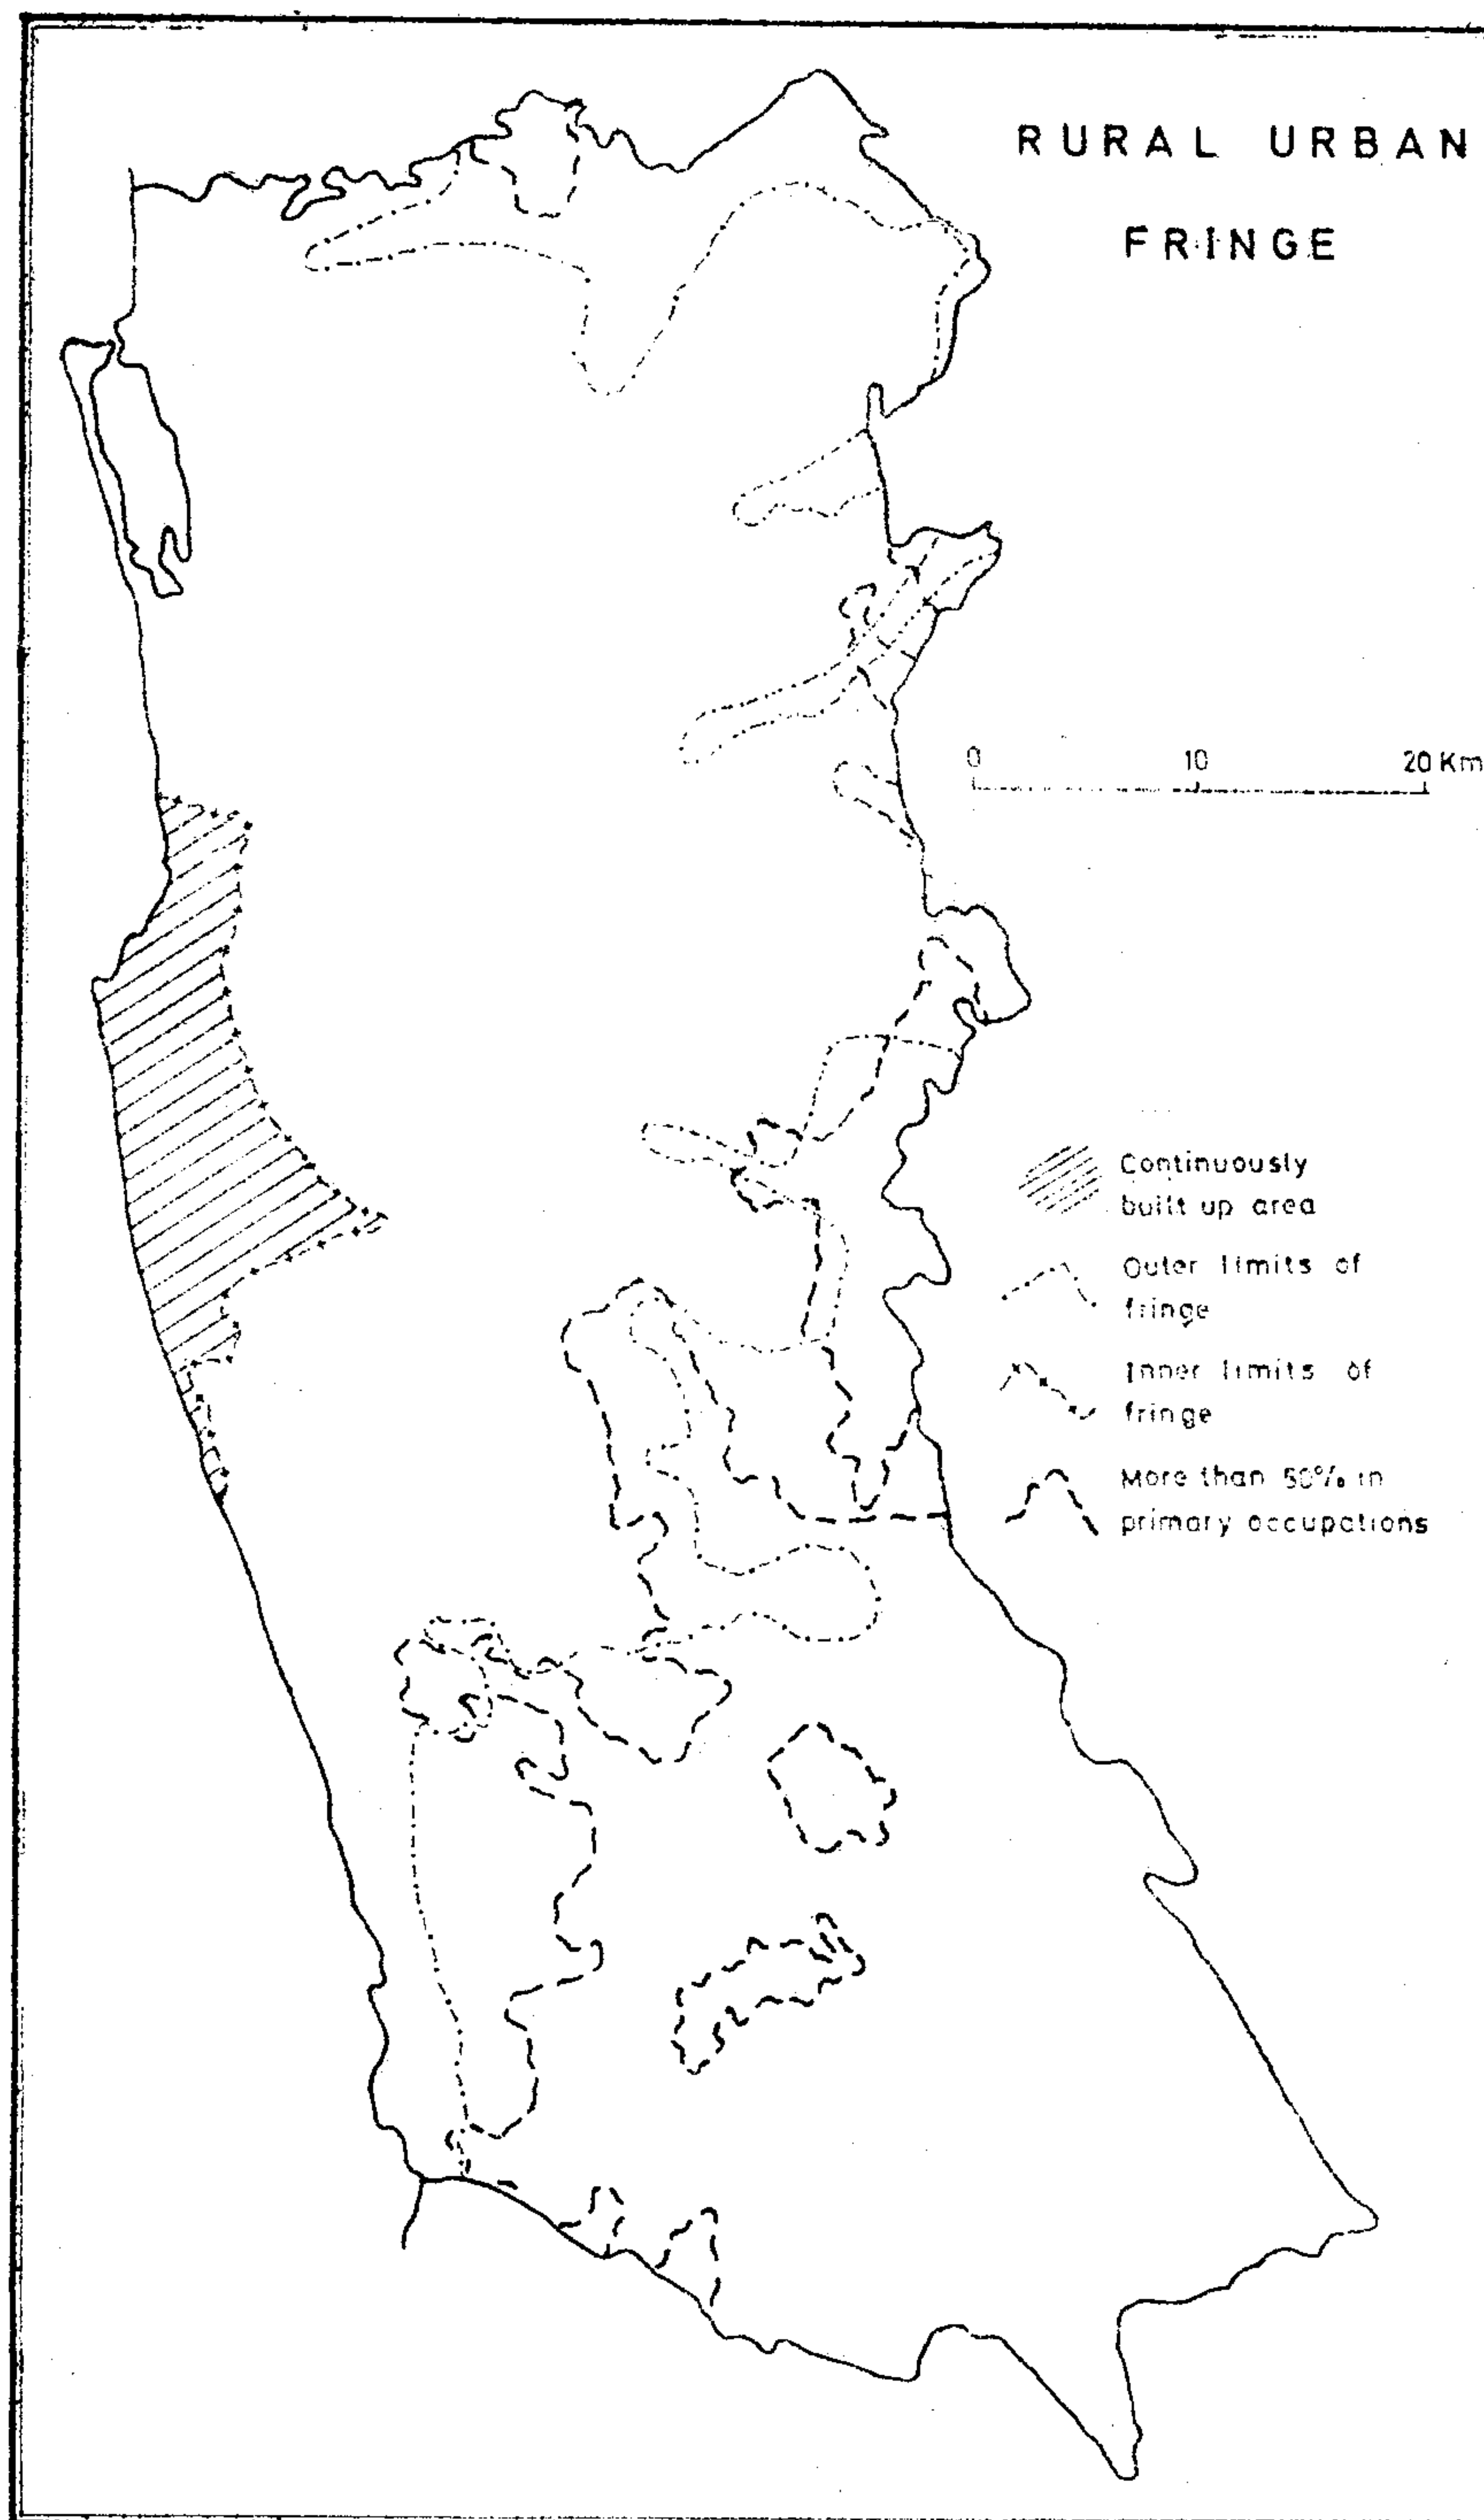 RURAL URBAN
FRINGE
0 10 20 Km
Continuously
built up area
Outer limits of
fringe
Inner limits of
fringe
More than 50% in
primary occupations